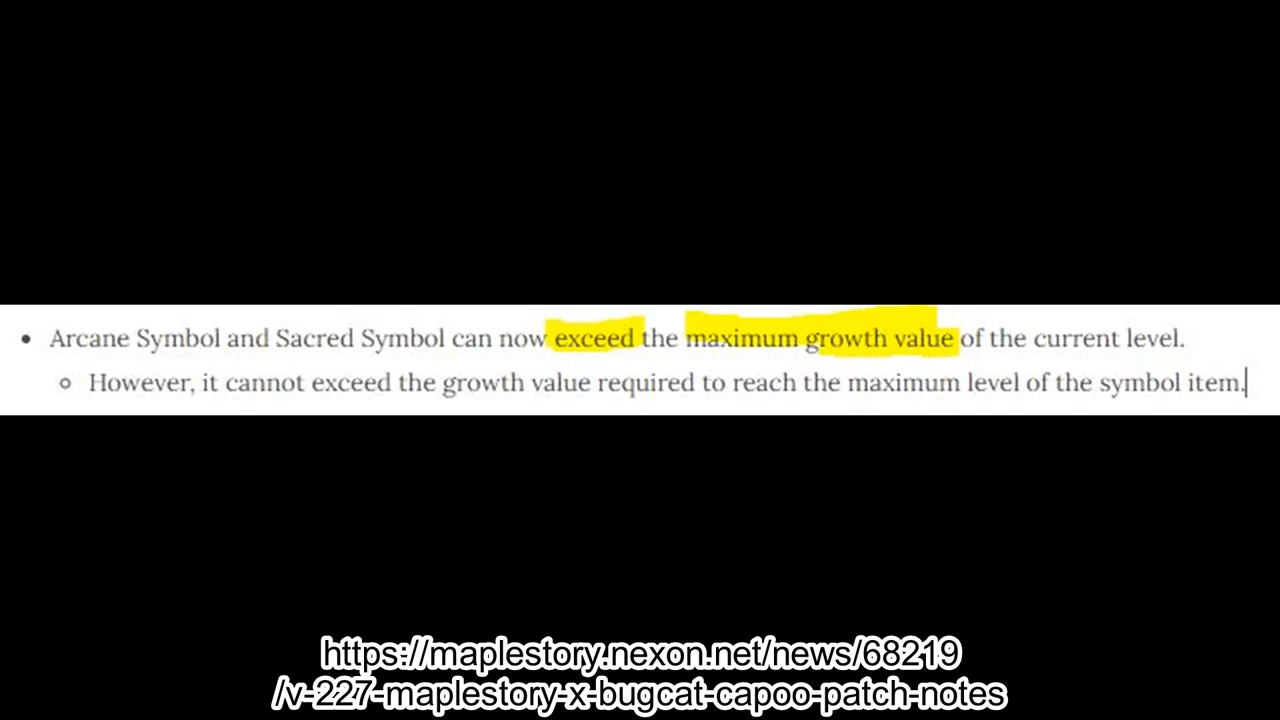 • Arcane Symbol and Sacred Symbol can now exceed the maximum growth value of the current level.
○ However, it cannot exceed the growth value required to reach the maximum level of the symbol item.
https://maplestory.nexon.net/news/68219
/v-227-maplestory-x-bugcat-capoo-patch-notes